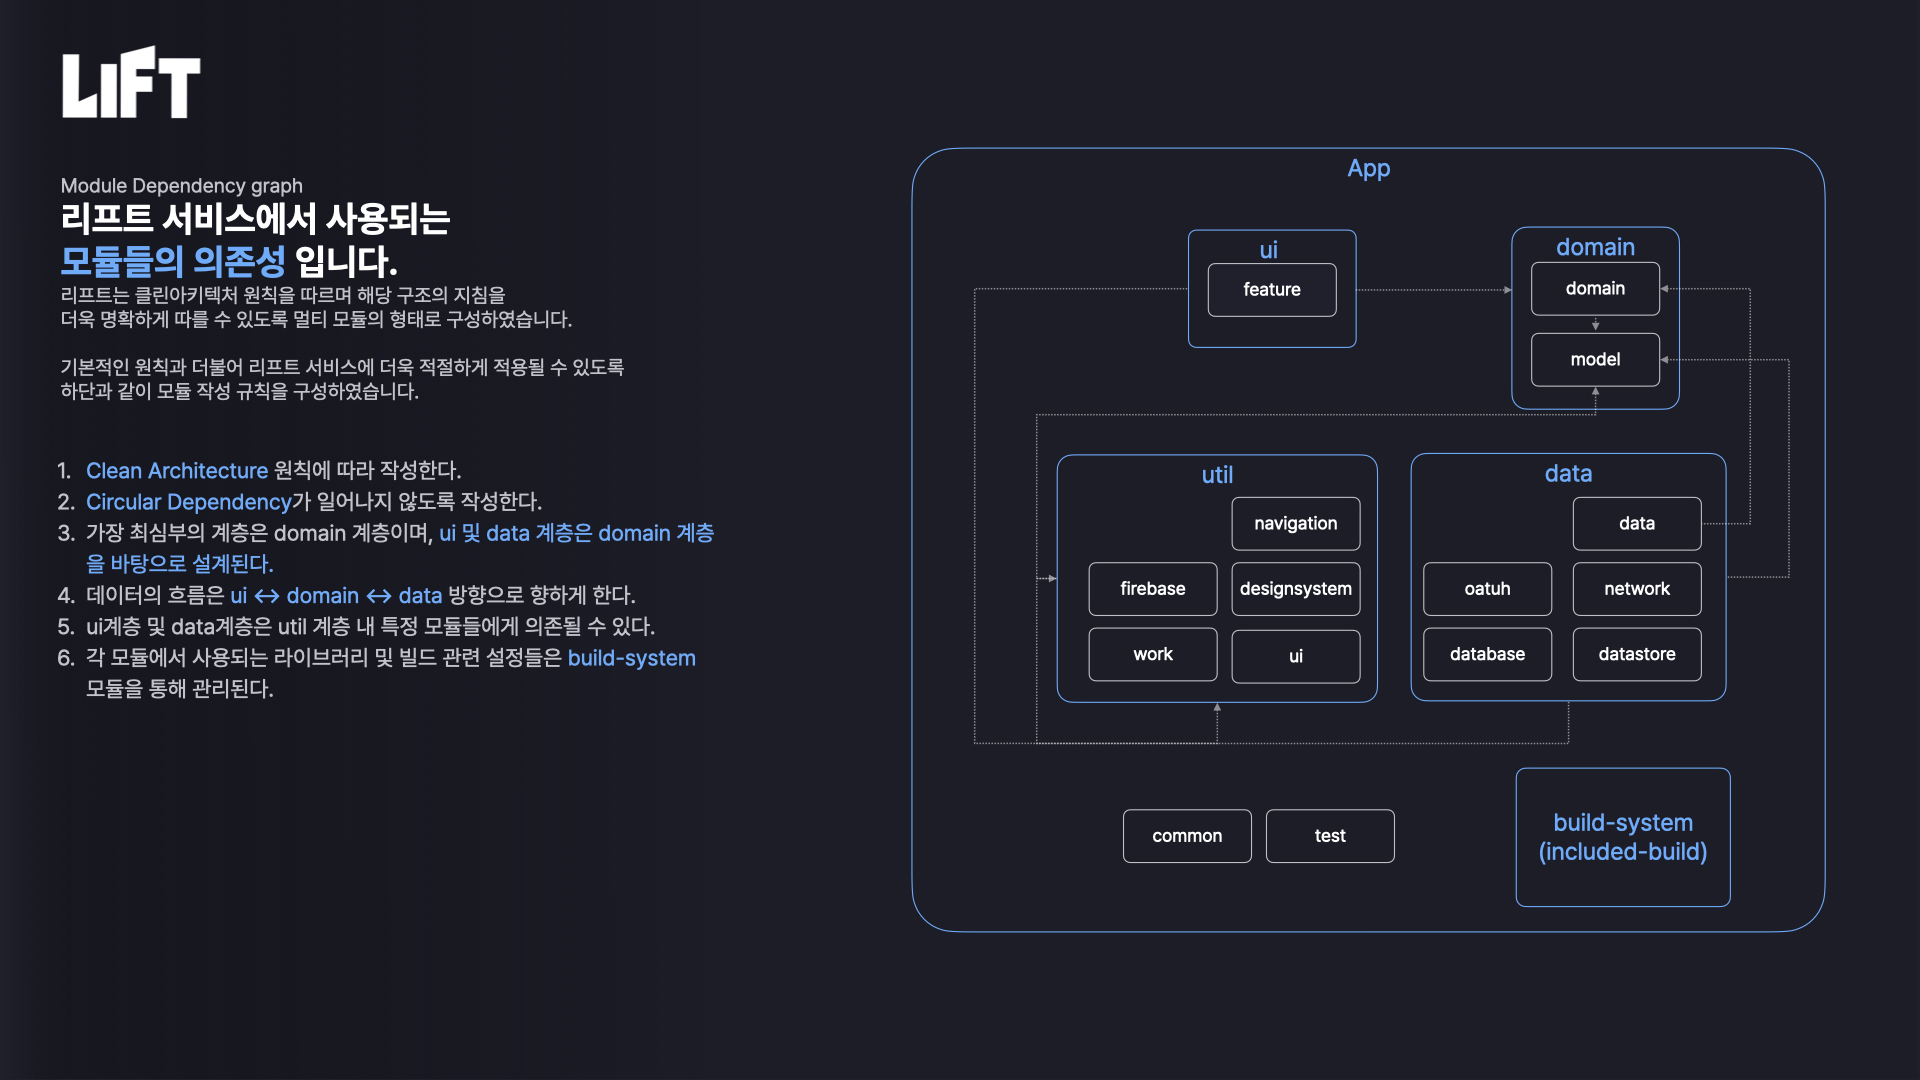 LIFT
Module Dependency graph
리프트 서비스에서 사용되는
모듈들의 의존성 입니다.
리프트는 클린아키텍처 원칙을 따르며 해당 구조의 지침을
더욱 명확하게 따를 수 있도록 멀티 모듈의 형태로 구성하였습니다.
기본적인 원칙과 더불어 리프트 서비스에 더욱 적절하게 적용될 수 있도록
하단과 같이 모듈 작성 규칙을 구성하였습니다.
1. Clean Architecture 원칙에 따라 작성한다.
2. Circular Dependency가 일어나지 않도록 작성한다.
3. 가장 최심부의 계층은 domain 계층이며, ui 및 data 계층은 domain 계층
을 바탕으로 설계된다.
4. 데이터의 흐름은 ui <-> domain <-> data 방향으로 향하게 한다.
5. ui계층 및 data계층은 util 계층 내 특정 모듈들에게 의존될 수 있다.
6. 각 모듈에서 사용되는 라이브러리 및 빌드 관련 설정들은 build-system
모듈을 통해 관리된다.
App
ui
feature
domain
domain
model
util
navigation
firebase
designsystem
work
ui
data
data
oatuh
network
database
datastore
common
test
build-system
(included-build)